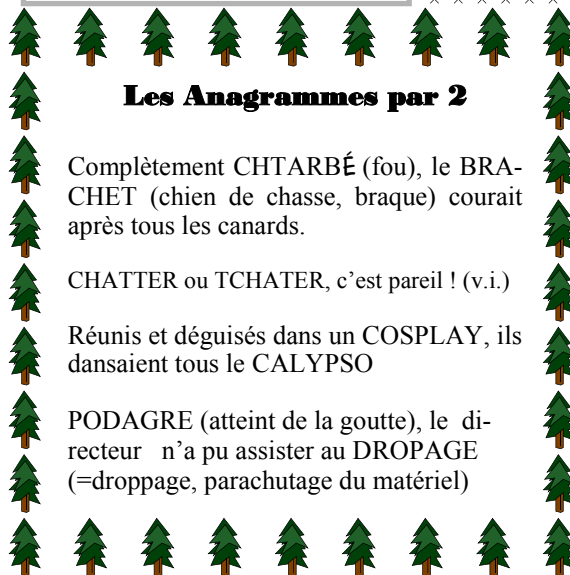 Les Anagrammes par 2
Complètement CHTARBÉ (fou), le BRA-
CHET (chien de chasse, braque) courait
après tous les canards.
CHATTER ou TCHATER, c’est pareil ! (v.i.)
Réunis et déguisés dans un COSPLAY, ils
dansaient tous le CALYPSO
PODAGRE (atteint de la goutte), le di-
recteur n’a pu assister au DROPAGE
(=droppage, parachutage du matériel)